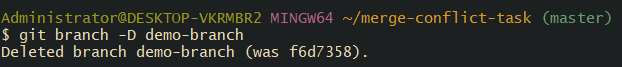 Administrator@DESKTOP-VKRMBR2 MINGW64 ~/merge-conflict-task (master)
$ git branch -D demo-branch
Deleted branch demo-branch (was f6d7358).